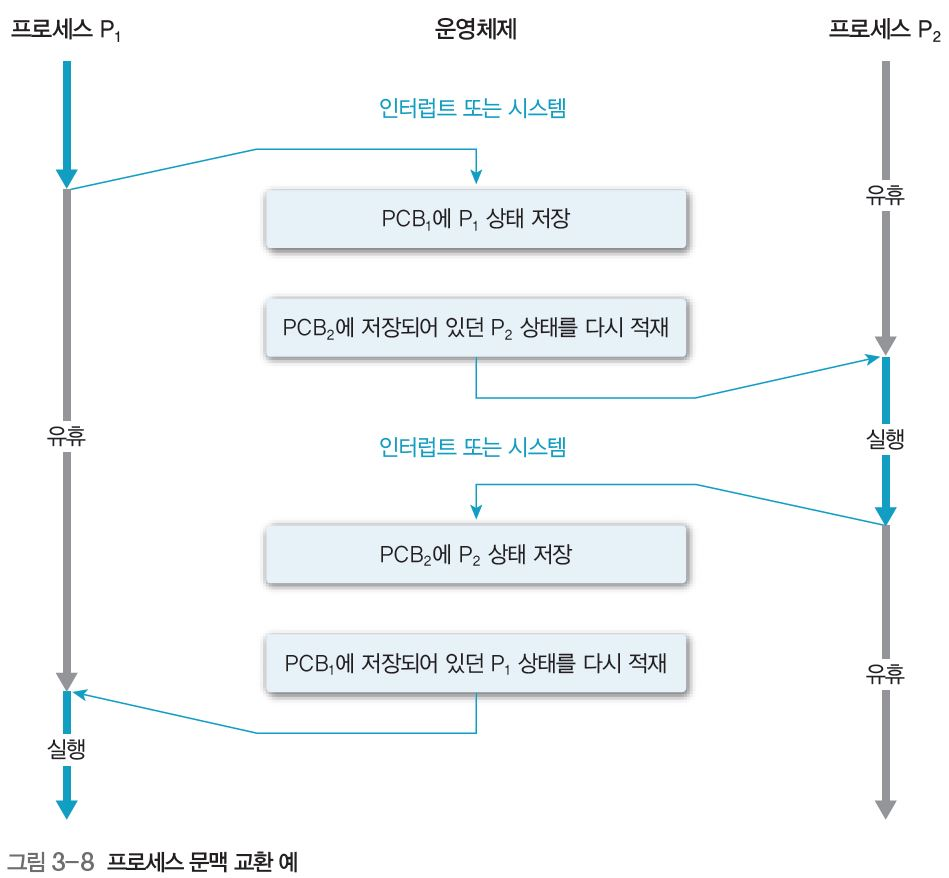 프로세스 P₁
운영체제
프로세스 P₂
인터럽트 또는 시스템
유휴
PCB₁에 P₁ 상태 저장
PCB₂에 저장되어 있던 P₂ 상태를 다시 적재
유휴
실행
인터럽트 또는 시스템
PCB₂에 P₂ 상태 저장
PCB₁에 저장되어 있던 P₁ 상태를 다시 적재
유휴
실행
그림 3-8 프로세스 문맥 교환 예